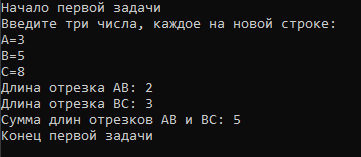 Начало первой задачи
Введите три числа, каждое на новой строке:
A=3
B=5
C=8
Длина отрезка AB: 2
Длина отрезка BC: 3
Сумма длин отрезков AB и BC: 5
Конец первой задачи